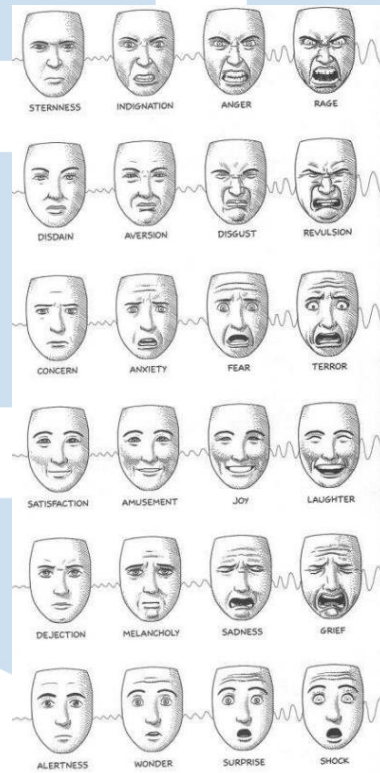 STERNNESS INDIGNATION ANGER RAGE
DISDAIN AVERSION DISGUST REVULSION
CONCERN ANXIETY FEAR TERROR
SATISFACTION AMUSEMENT JOY LAUGHTER
DEJECTION MELANCHOLY SADNESS GRIEF
ALERTNESS WONDER SURPRISE SHOCK